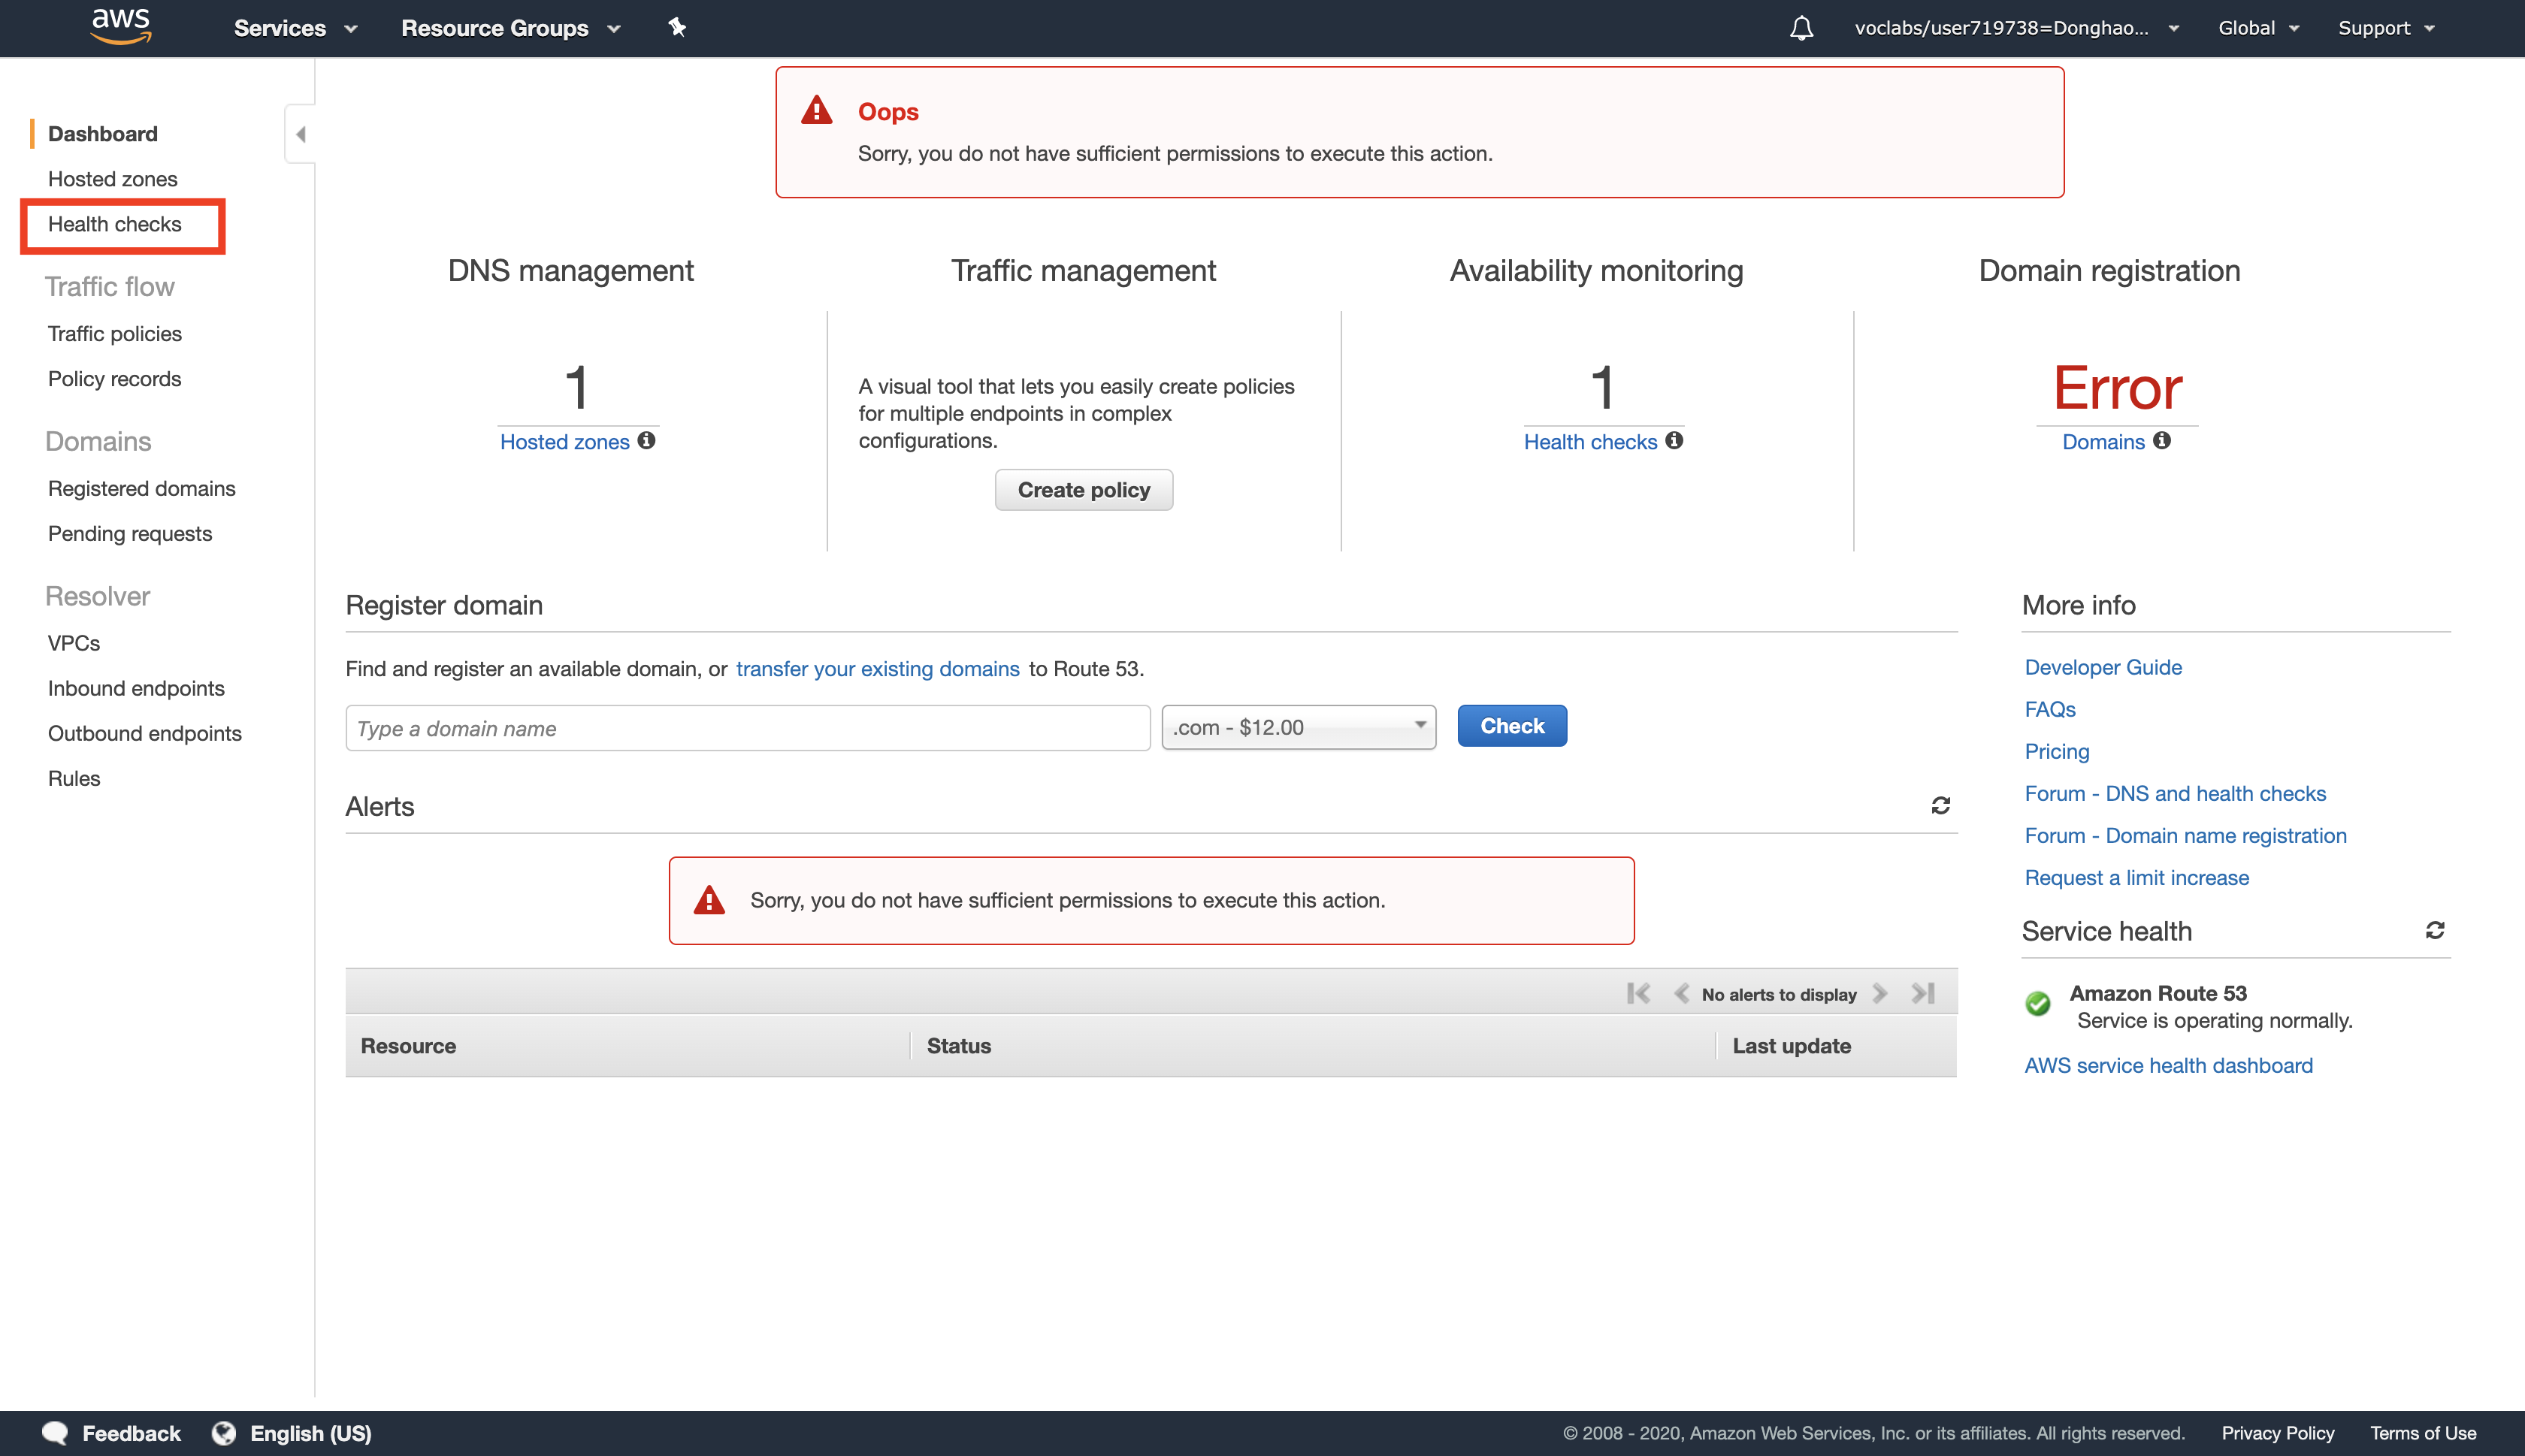 aws
Services
Resource Groups
voclabs/user719738=Donghao...
Global
Support
Dashboard
Hosted zones
Health checks
Traffic flow
Traffic policies
Policy records
Domains
Registered domains
Pending requests
Resolver
VPCs
Inbound endpoints
Outbound endpoints
Rules
Oops
Sorry, you do not have sufficient permissions to execute this action.
DNS management
1
Hosted zones
Traffic management
A visual tool that lets you easily create policies
for multiple endpoints in complex
configurations.
Create policy
Availability monitoring
1
Health checks
Domain registration
Error
Domains
Register domain
Find and register an available domain, or transfer your existing domains to Route 53.
Type a domain name
.com - $12.00
Check
Alerts
Sorry, you do not have sufficient permissions to execute this action.
No alerts to display
Resource Status Last update
More info
Developer Guide
FAQs
Pricing
Forum - DNS and health checks
Forum - Domain name registration
Request a limit increase
Service health
Amazon Route 53
Service is operating normally.
AWS service health dashboard
Feedback
English (US)
© 2008 - 2020, Amazon Web Services, Inc. or its affiliates. All rights reserved.
Privacy Policy
Terms of Use